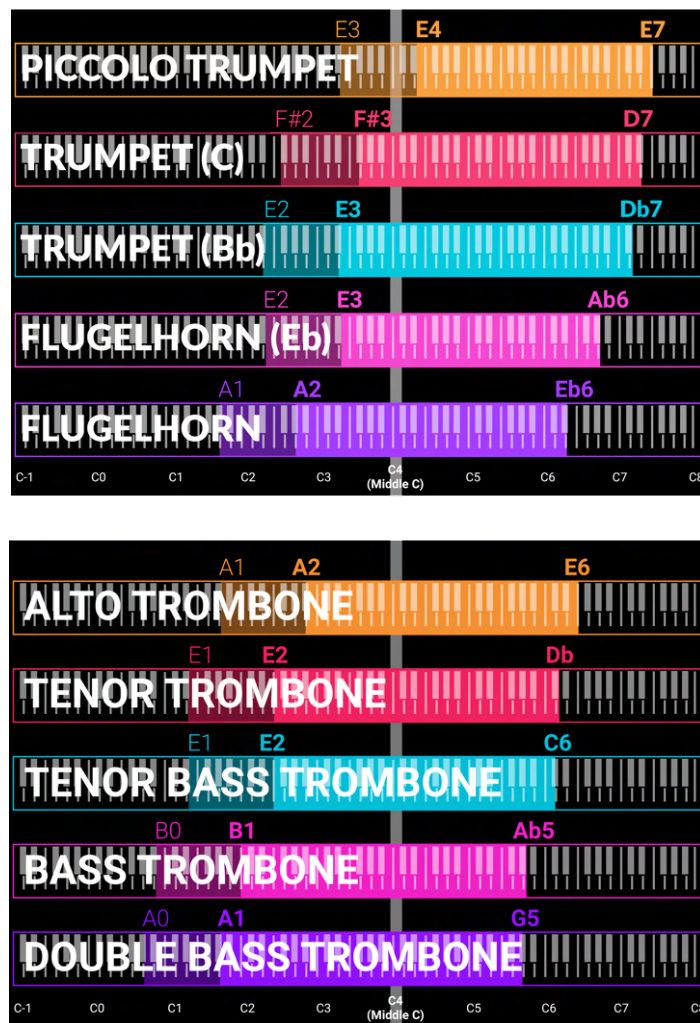 E3 E4 E7
PICCOLO TRUMPET
F#2 F#3 D7
TRUMPET (C)
E2 E3 Db7
TRUMPET (Bb)
E2 E3 Ab6
FLUGELHORN (Eb)
A1 A2 Eb6
FLUGELHORN
C-1 C0 C1 C2 C3 C4 C5 C6 C7 C8
(Middle C)
A1 A2 E6
ALTO TROMBONE
E1 E2 Db
TENOR TROMBONE
E1 E2 C6
TENOR BASS TROMBONE
B0 B1 Ab5
BASS TROMBONE
A0 A1 G5
DOUBLE BASS TROMBONE
C-1 C0 C1 C2 C3 C4 C5 C6 C7
(Middle C)